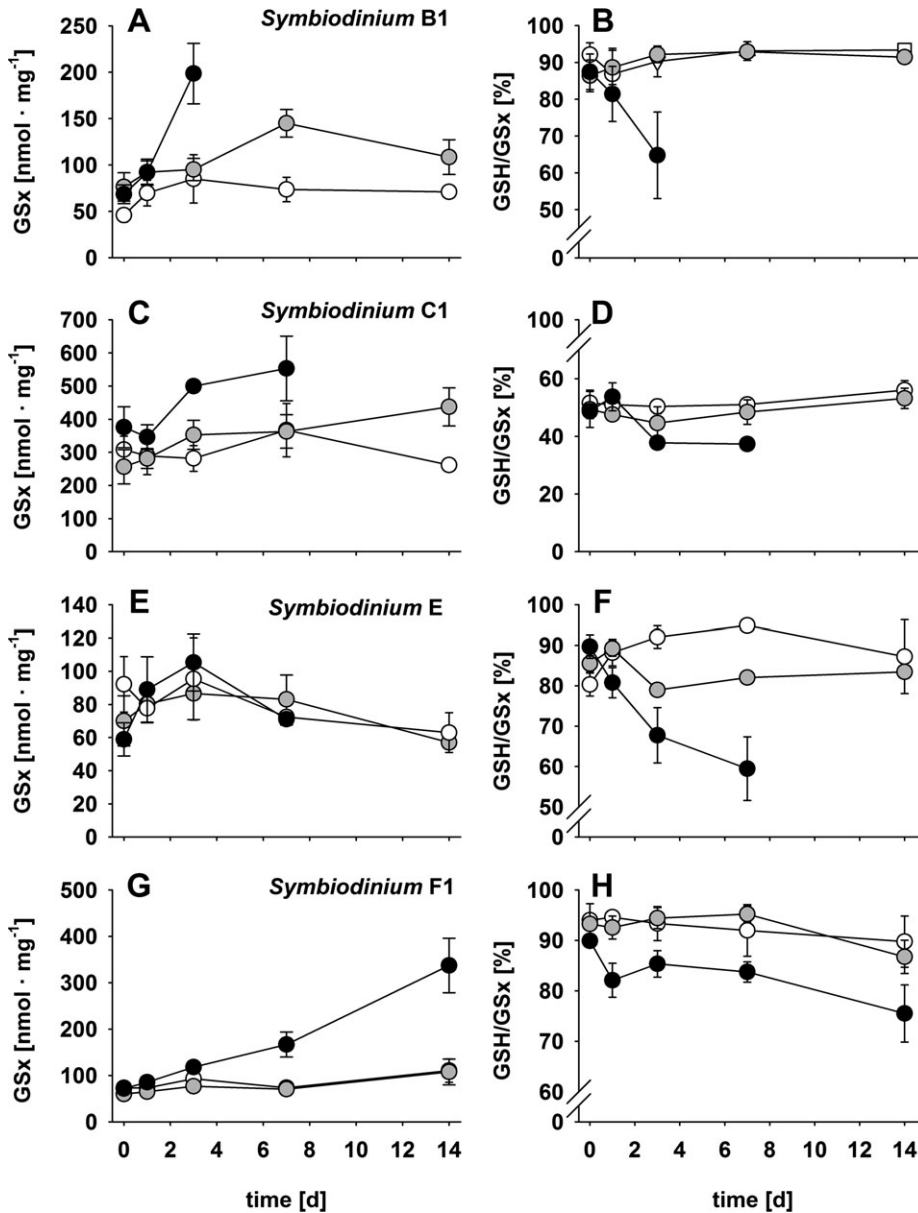 A Symbiodinium B1
GSx [nmol · mg-1]
250
200
150
100
50
0
B
GSH/GSx [%]
100
90
80
70
60
50
0
C Symbiodinium C1
GSx [nmol · mg-1]
700
600
500
400
300
200
100
0
D
GSH/GSx [%]
100
60
40
20
0
E Symbiodinium E
GSx [nmol · mg-1]
140
120
100
80
60
40
20
0
F
GSH/GSx [%]
100
90
80
70
60
50
0
G Symbiodinium F1
GSx [nmol · mg-1]
500
400
300
200
100
0
0 2 4 6 8 10 12 14
time [d]
H
GSH/GSx [%]
100
90
80
70
60
0
0 2 4 6 8 10 12 14
time [d]